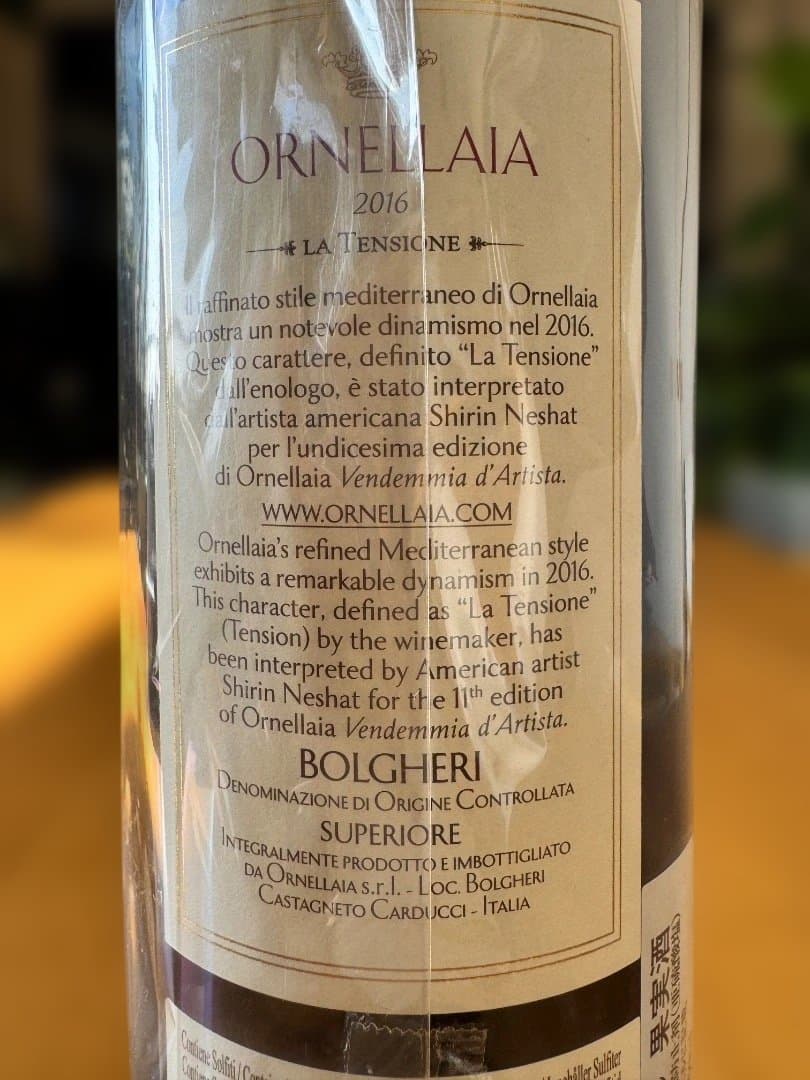 ORNELLAIA
2016
LA TENSIONE
Il raffinato stile mediterraneo di Ornellaia
mostra un notevole dinamismo nel 2016.
Questo carattere, definito “La Tensione”
dall’enologo, è stato interpretato
dall’artista americana Shirin Neshat
per l’undicesima edizione
di Ornellaia Vendemmia d’Artista.
WWW.ORNELLAIA.COM
Ornellaia’s refined Mediterranean style
exhibits a remarkable dynamism in 2016.
This character, defined as “La Tensione”
(Tension) by the winemaker, has
been interpreted by American artist
Shirin Neshat for the 11th edition
of Ornellaia Vendemmia d’Artista.
BOLGHERI
DENOMINAZIONE DI ORIGINE CONTROLLATA
SUPERIORE
INTEGRALMENTE PRODOTTO E IMBOTTIGLIATO
DA ORNELLAIA s.r.l. - LOC. BOLGHERI
CASTAGNETO CARDUCCI - ITALIA
Contiene Solfiti /
Sulfiter
果実酒